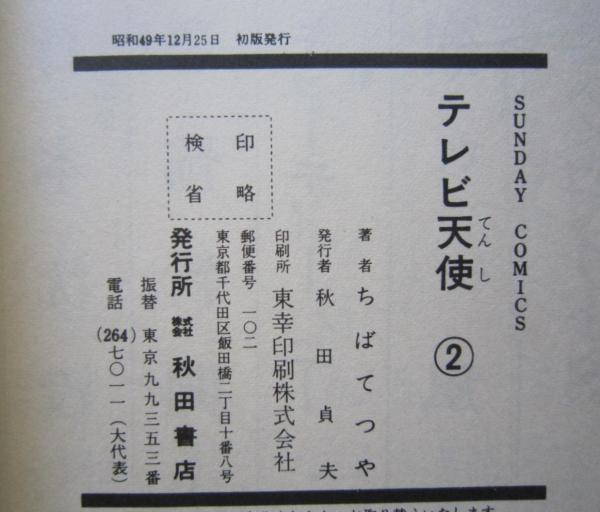 昭和49年12月25日 初版発行
SUNDAY COMICS
テレビ天使 ②
てんし
著者 ちばてつや
発行者 秋田貞夫
印刷所 東幸印刷株式会社
郵便番号 一〇二
東京都千代田区飯田橋二丁目十番八号
発行所 株式会社 秋田書店
振替 東京九九三五三番
電話 (264)七〇一一(大代表)
検印
省略